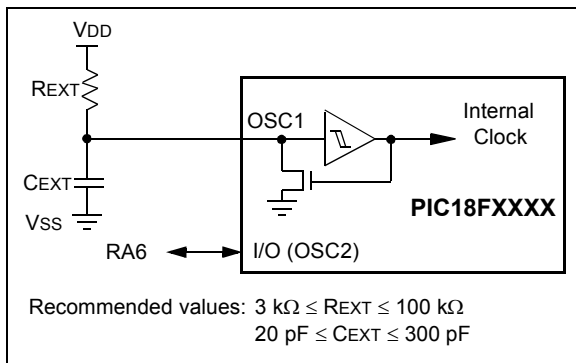 VDD
REXT
OSC1
Internal
Clock
CEXT
PIC18FXXXX
VSS
RA6
I/O (OSC2)
Recommended values: 3 kΩ ≤ REXT ≤ 100 kΩ
20 pF ≤ CEXT ≤ 300 pF